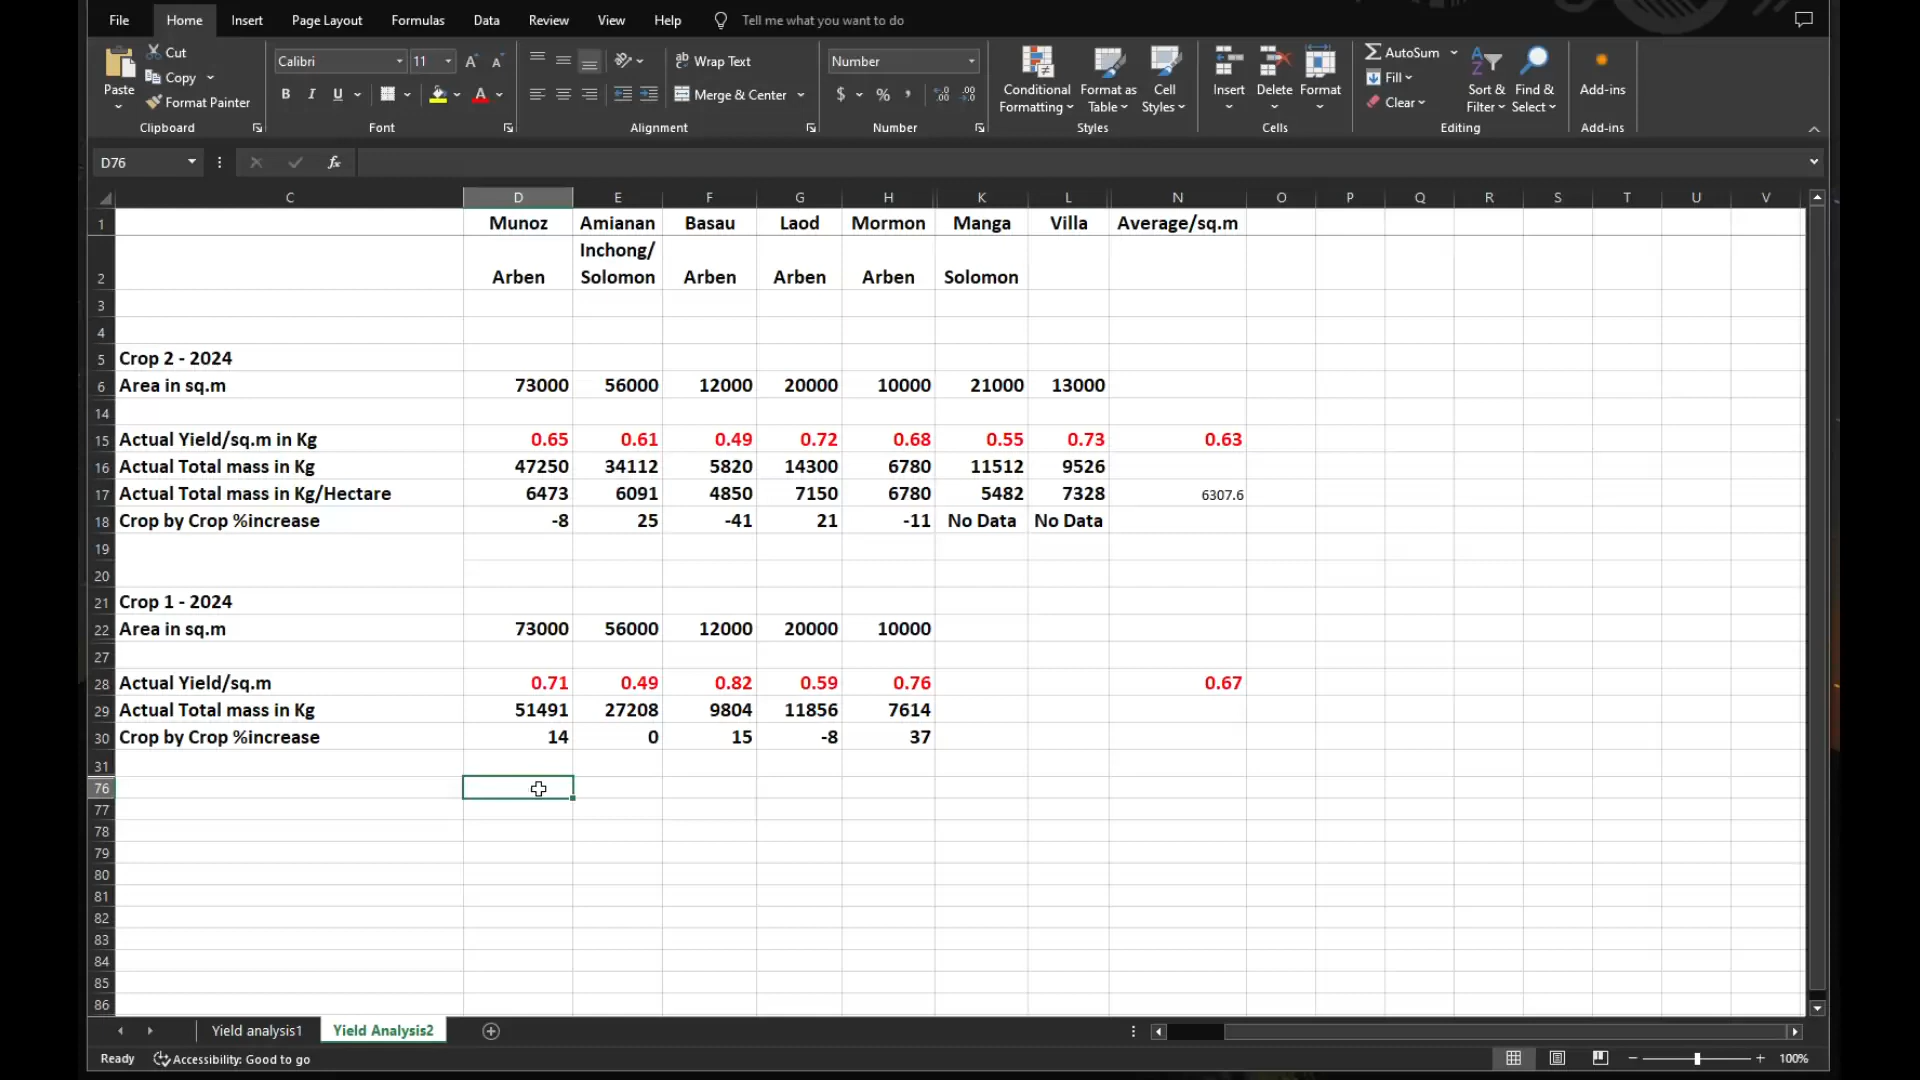 File Home Insert Page Layout Formulas Data Review View Help Tell me what you want to do
Paste Cut Copy Format Painter
Clipboard
Calibri 11 A A
B I U A
Font
ab Wrap Text
Merge & Center
Alignment
Number
$ % ,
Number
Conditional Formatting Format as Table Cell Styles
Styles
Insert Delete Format
Cells
AutoSum
Fill
Clear
Sort & Filter Find & Select
Editing
Add-ins
Add-ins
D76 fx
C D E F G H K L N O P Q R S T U V
1 Munoz Amianan Basau Laod Mormon Manga Villa Average/sq.m
2 Arben Inchong/ Solomon Arben Arben Arben Solomon
3
4
5 Crop 2 - 2024
6 Area in sq.m 73000 56000 12000 20000 10000 21000 13000
14
15 Actual Yield/sq.m in Kg 0.65 0.61 0.49 0.72 0.68 0.55 0.73 0.63
16 Actual Total mass in Kg 47250 34112 5820 14300 6780 11512 9526
17 Actual Total mass in Kg/Hectare 6473 6091 4850 7150 6780 5482 7328 6307.6
18 Crop by Crop %increase -8 25 -41 21 -11 No Data No Data
19
20
21 Crop 1 - 2024
22 Area in sq.m 73000 56000 12000 20000 10000
27
28 Actual Yield/sq.m 0.71 0.49 0.82 0.59 0.76 0.67
29 Actual Total mass in Kg 51491 27208 9804 11856 7614
30 Crop by Crop %increase 14 0 15 -8 37
31
76
77
78
79
80
81
82
83
84
85
86
Yield analysis1 Yield Analysis2
Ready Accessibility: Good to go 100%